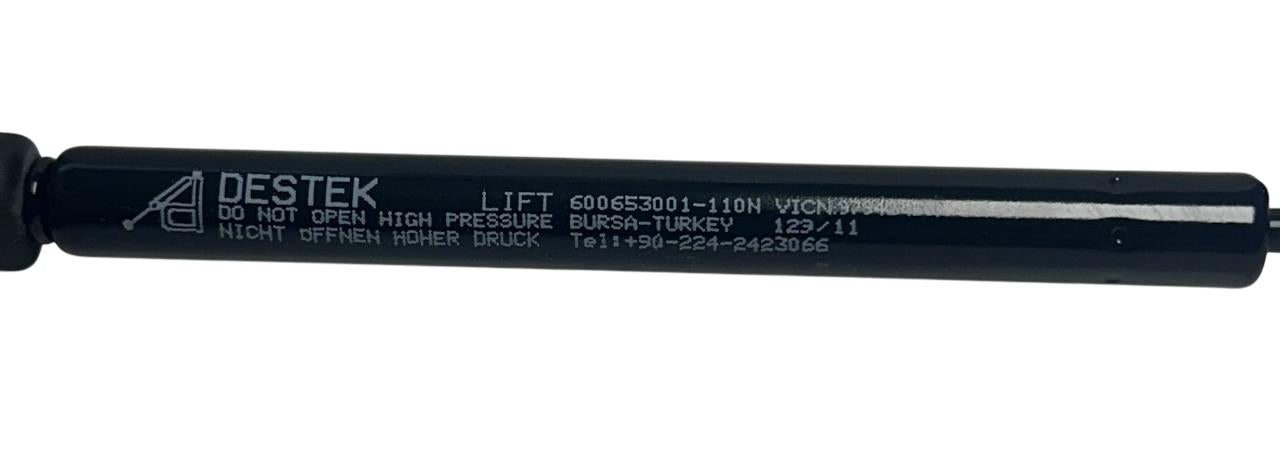 DESTEK LIFT 600653001-110N
DO NOT OPEN HIGH PRESSURE BURSA-TURKEY 129/11
NICHT ÖFFNEN HOHER DRUCK Tel:+90-224-2423066